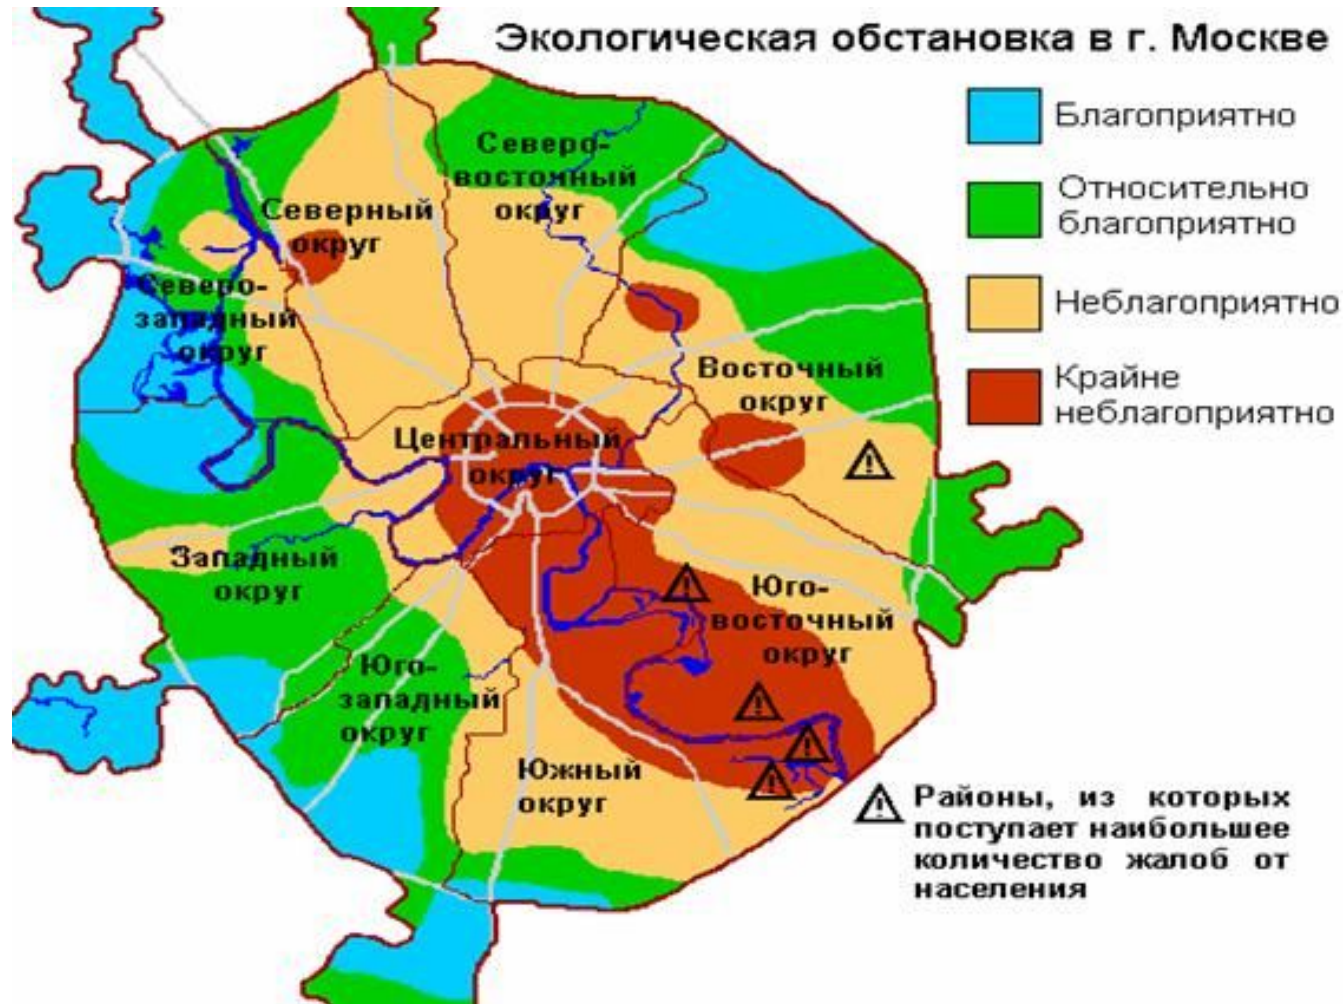 Экологическая обстановка в г. Москве
Благоприятно
Относительно
благоприятно
Неблагоприятно
Крайне
неблагоприятно
Северо-
восточный
округ
Северный
округ
Северо-
западный
округ
Восточный
округ
Центральный
округ
Западный
округ
Юго-
восточный
округ
Юго-
западный
округ
Южный
округ
Районы, из которых
поступает наибольшее
количество жалоб от
населения